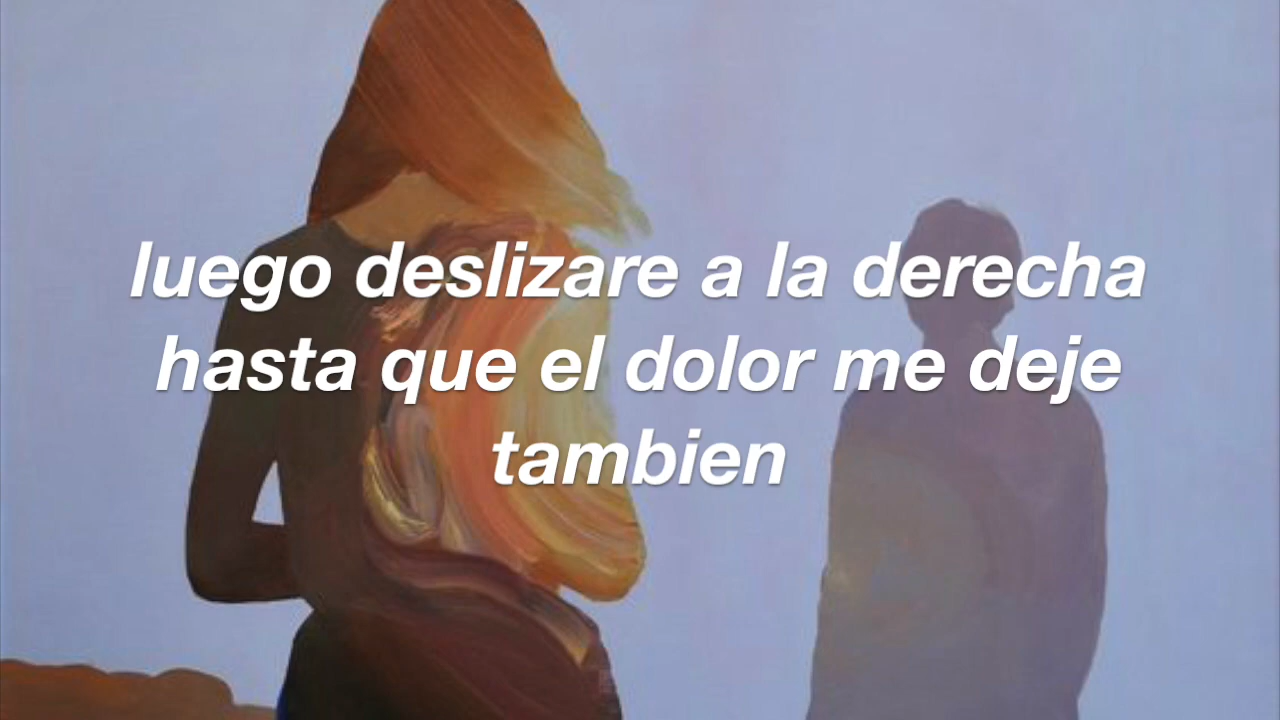 luego deslizare a la derecha
hasta que el dolor me deje
tambien